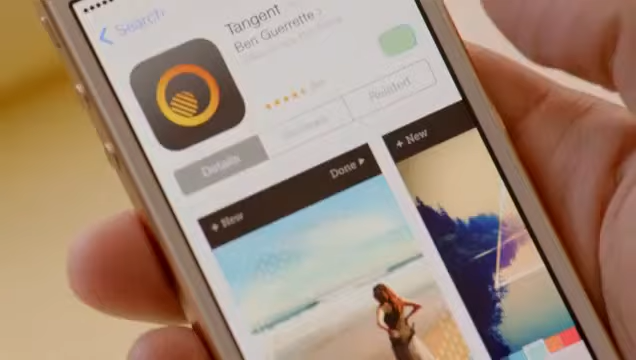 Search
Tangent
Ben Guerrette >
Details
Reviews
Related
+ New
Done ▶
+ New